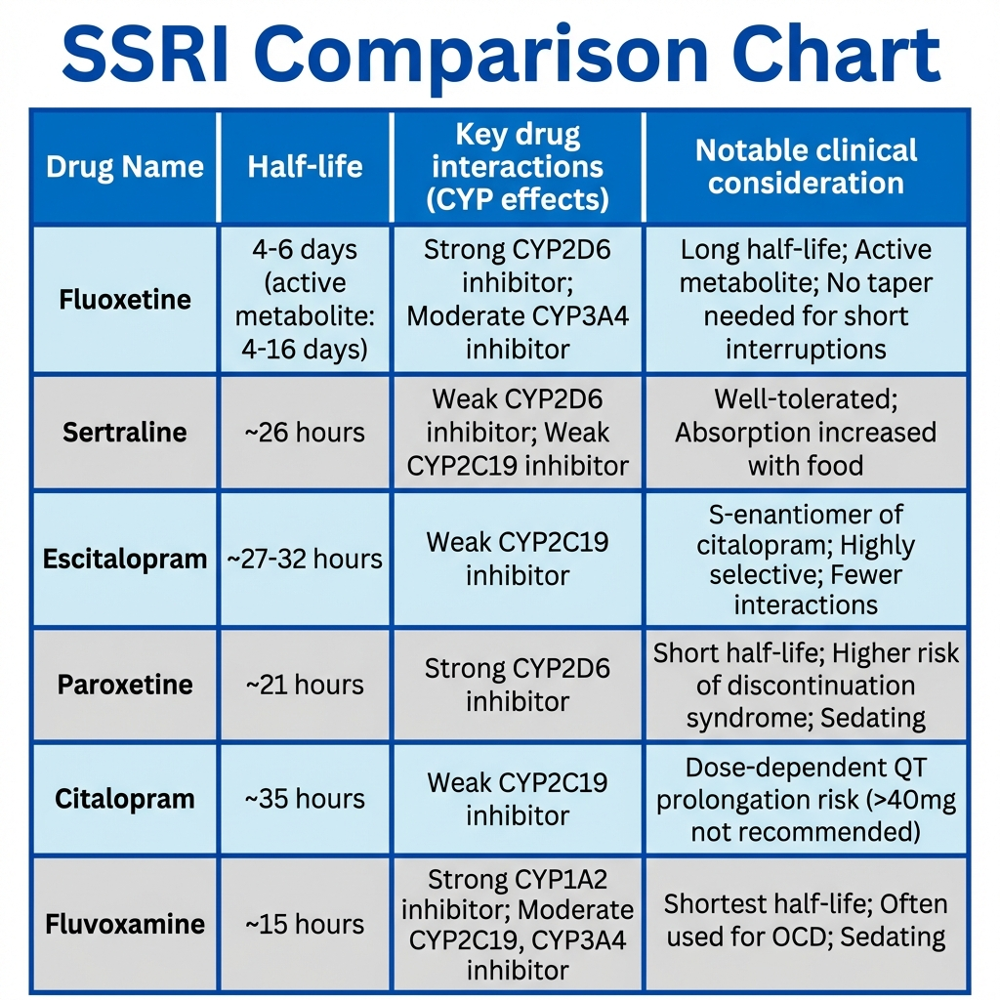 SSRI Comparison Chart
Drug Name
Half-life
Key drug
interactions
(CYP effects)
Notable clinical
consideration
Fluoxetine
4-6 days
(active
metabolite:
4-16 days)
Strong CYP2D6
inhibitor;
Moderate CYP3A4
inhibitor
Long half-life; Active
metabolite; No taper
needed for short
interruptions
Sertraline
~26 hours
Weak CYP2D6
inhibitor; Weak
CYP2C19 inhibitor
Well-tolerated;
Absorption increased
with food
Escitalopram
~27-32 hours
Weak CYP2C19
inhibitor
S-enantiomer of
citalopram; Highly
selective; Fewer
interactions
Paroxetine
~21 hours
Strong CYP2D6
inhibitor
Short half-life; Higher risk
of discontinuation
syndrome; Sedating
Citalopram
~35 hours
Weak CYP2C19
inhibitor
Dose-dependent QT
prolongation risk (>40mg
not recommended)
Fluvoxamine
~15 hours
Strong CYP1A2
inhibitor; Moderate
CYP2C19, CYP3A4
inhibitor
Shortest half-life; Often
used for OCD; Sedating